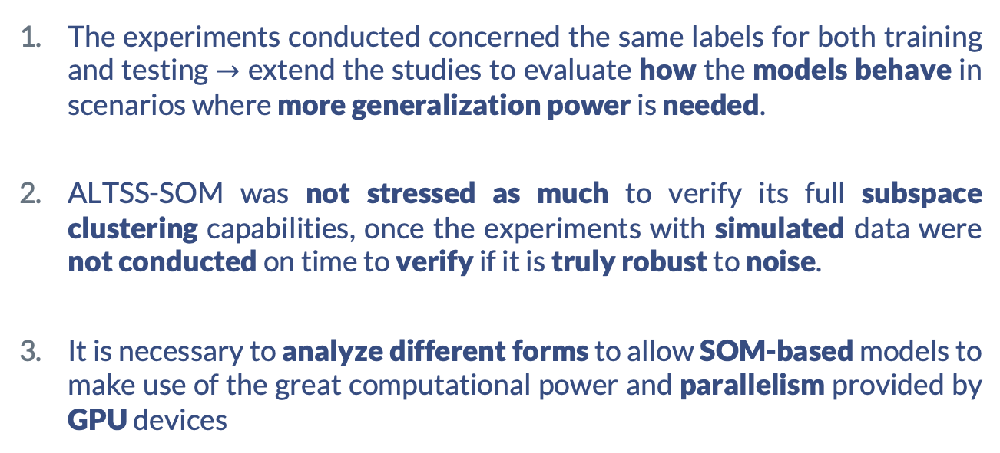 1. The experiments conducted concerned the same labels for both training
and testing → extend the studies to evaluate how the models behave in
scenarios where more generalization power is needed.
2. ALTSS-SOM was not stressed as much to verify its full subspace
clustering capabilities, once the experiments with simulated data were
not conducted on time to verify if it is truly robust to noise.
3. It is necessary to analyze different forms to allow SOM-based models to
make use of the great computational power and parallelism provided by
GPU devices